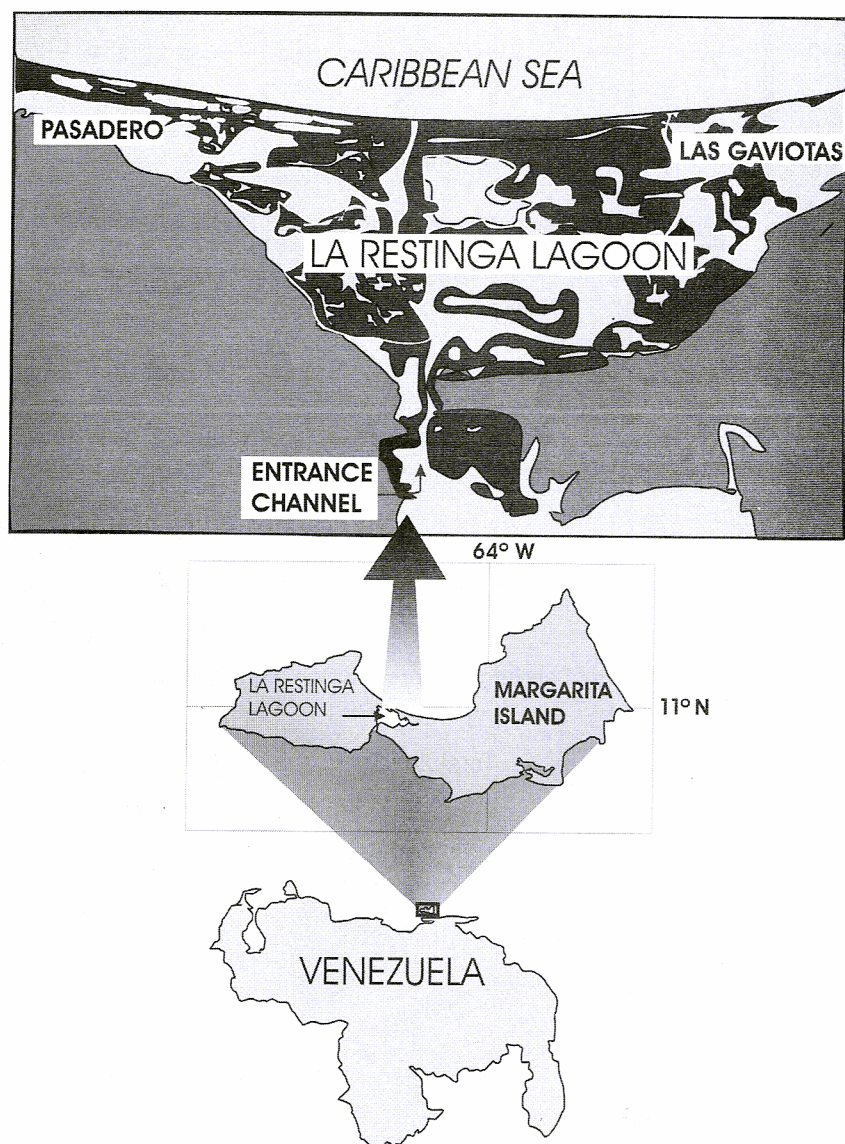 CARIBBEAN SEA
PASADERO
LAS GAVIOTAS
LA RESTINGA LAGOON
ENTRANCE
CHANNEL
64° W
LA RESTINGA
LAGOON
MARGARITA
ISLAND
11° N
VENEZUELA